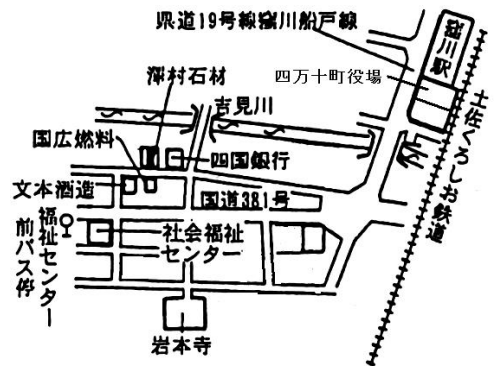 県道19号線窪川船戸線
窪川駅
四万十町役場
澤村石材
吉見川
国広燃料
四国銀行
土佐くろしお鉄道
文本酒造
国道381号
福祉センター
前バス停
社会福祉
センター
岩本寺